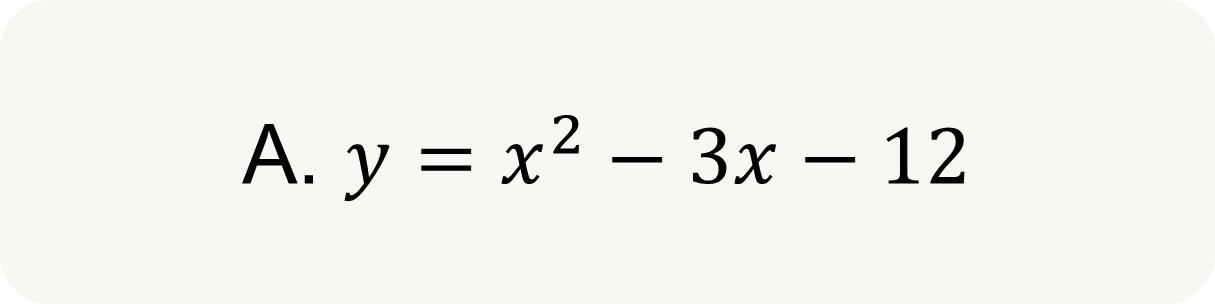 A. y = x² − 3x − 12